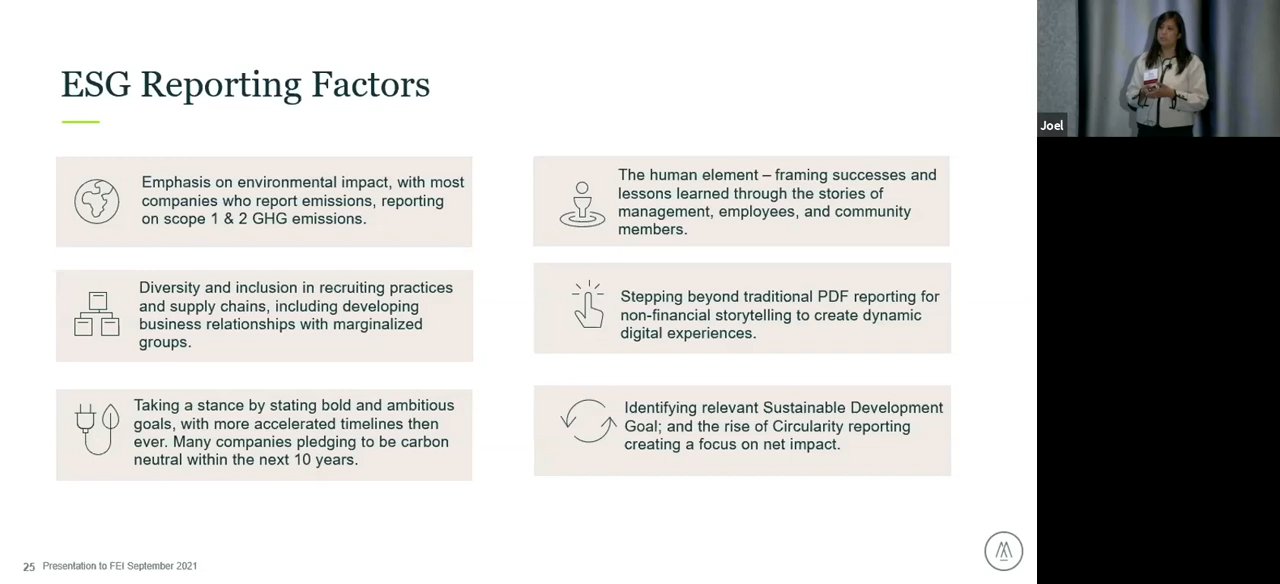 ESG Reporting Factors
Emphasis on environmental impact, with most
companies who report emissions, reporting
on scope 1 & 2 GHG emissions.
Diversity and inclusion in recruiting practices
and supply chains, including developing
business relationships with marginalized
groups.
Taking a stance by stating bold and ambitious
goals, with more accelerated timelines then
ever. Many companies pledging to be carbon
neutral within the next 10 years.
The human element – framing successes and
lessons learned through the stories of
management, employees, and community
members.
Stepping beyond traditional PDF reporting for
non-financial storytelling to create dynamic
digital experiences.
Identifying relevant Sustainable Development
Goal; and the rise of Circularity reporting
creating a focus on net impact.
25 Presentation to FEI September 2021
Joel